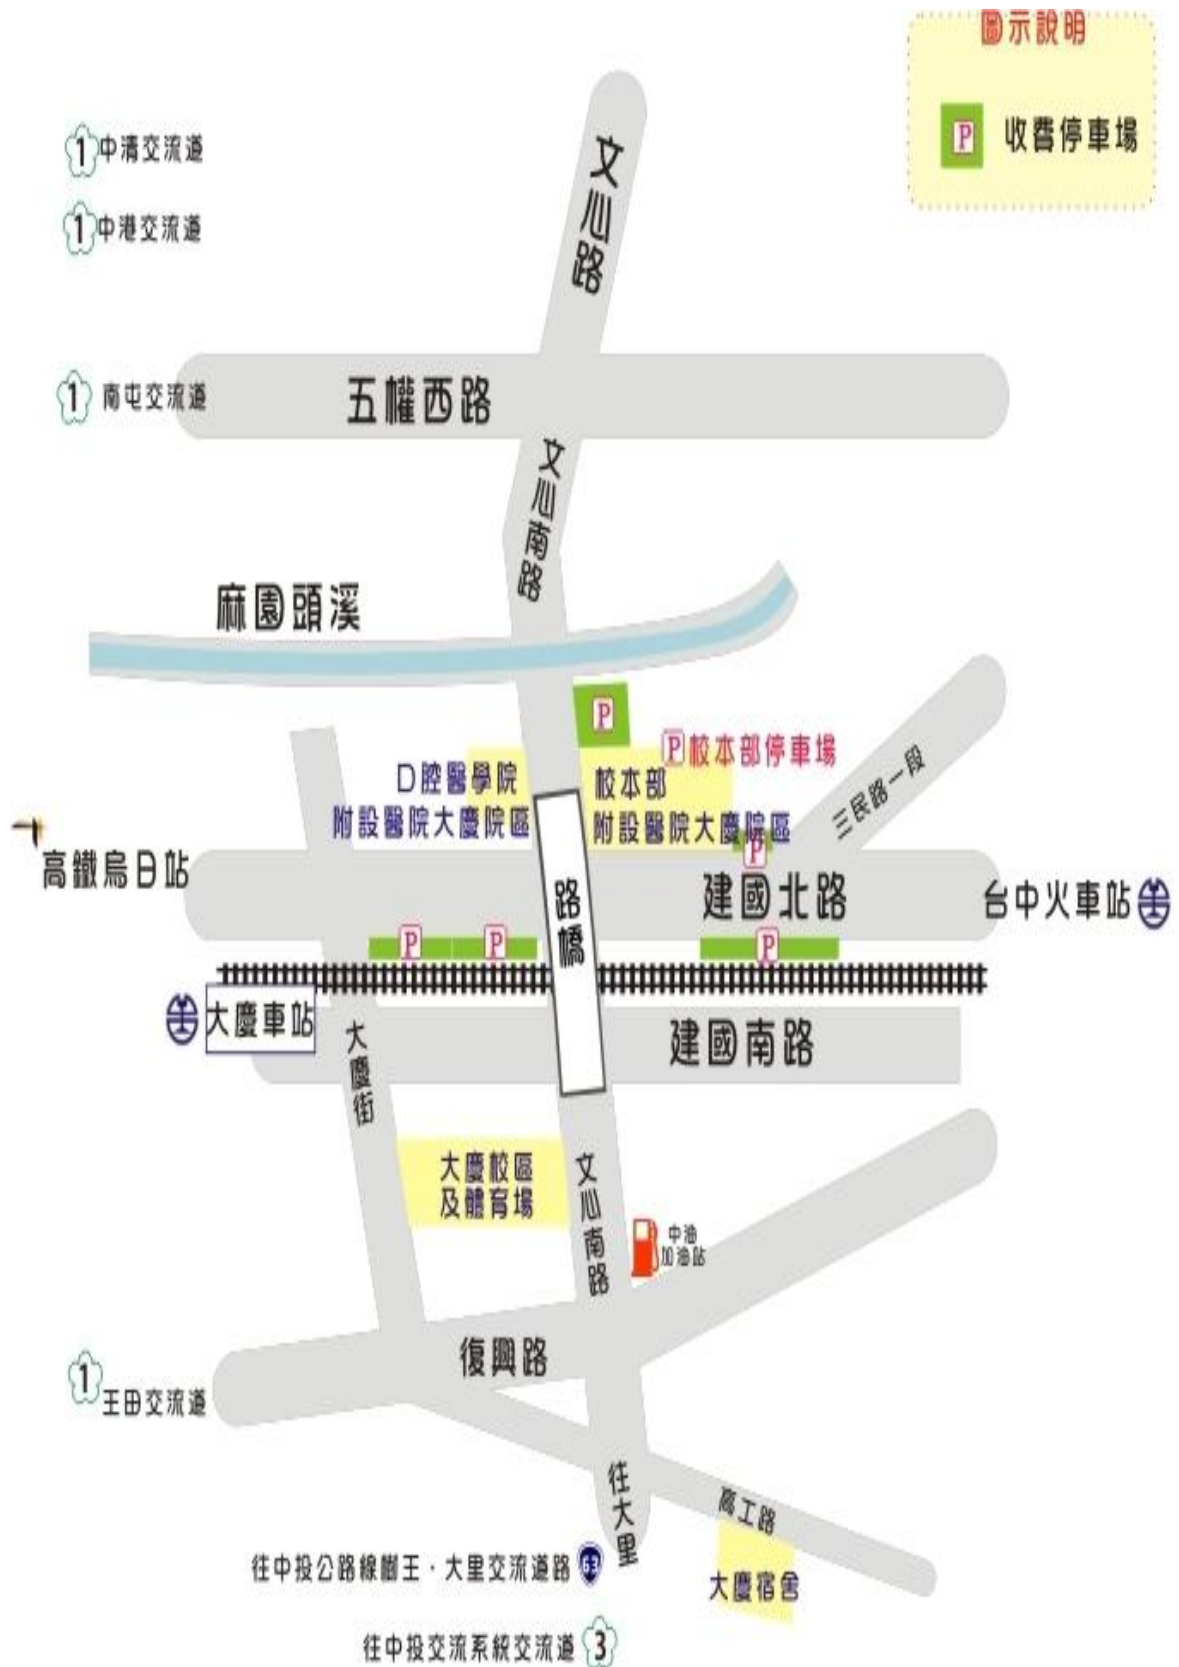 圖示說明
P 收費停車場
1 中清交流道
1 中港交流道
文心路
1 南屯交流道
五權西路
文心南路
麻園頭溪
P
P 校本部停車場
口腔醫學院
附設醫院大慶院區
校本部
附設醫院大慶院區
三民路一段
P
高鐵烏日站
建國北路
台中火車站
路橋
P
P
P
大慶車站
大慶街
建國南路
大慶校區
及體育場
文心南路
中油
加油站
復興路
1 王田交流道
往大里
高工路
大慶宿舍
往中投公路線樹王·大里交流道路 63
往中投交流系統交流道 3